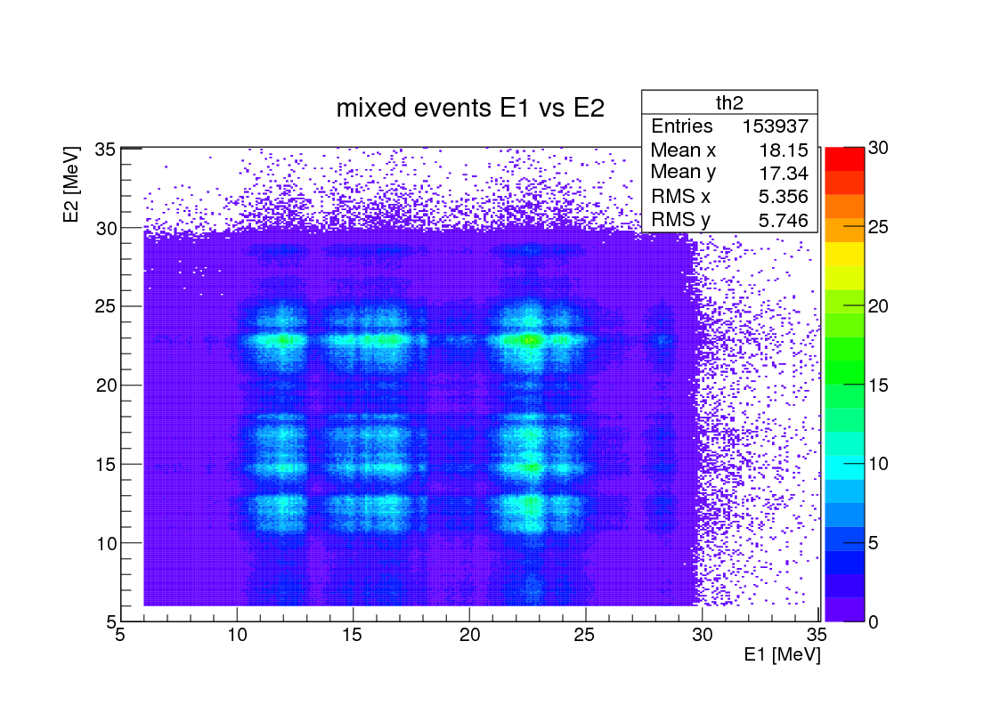 mixed events E1 vs E2
th2
Entries 153937
Mean x 18.15
Mean y 17.34
RMS x 5.356
RMS y 5.746
E2 [MeV]
35
30
25
20
15
10
5
5 10 15 20 25 30 35
E1 [MeV]
30
25
20
15
10
5
0